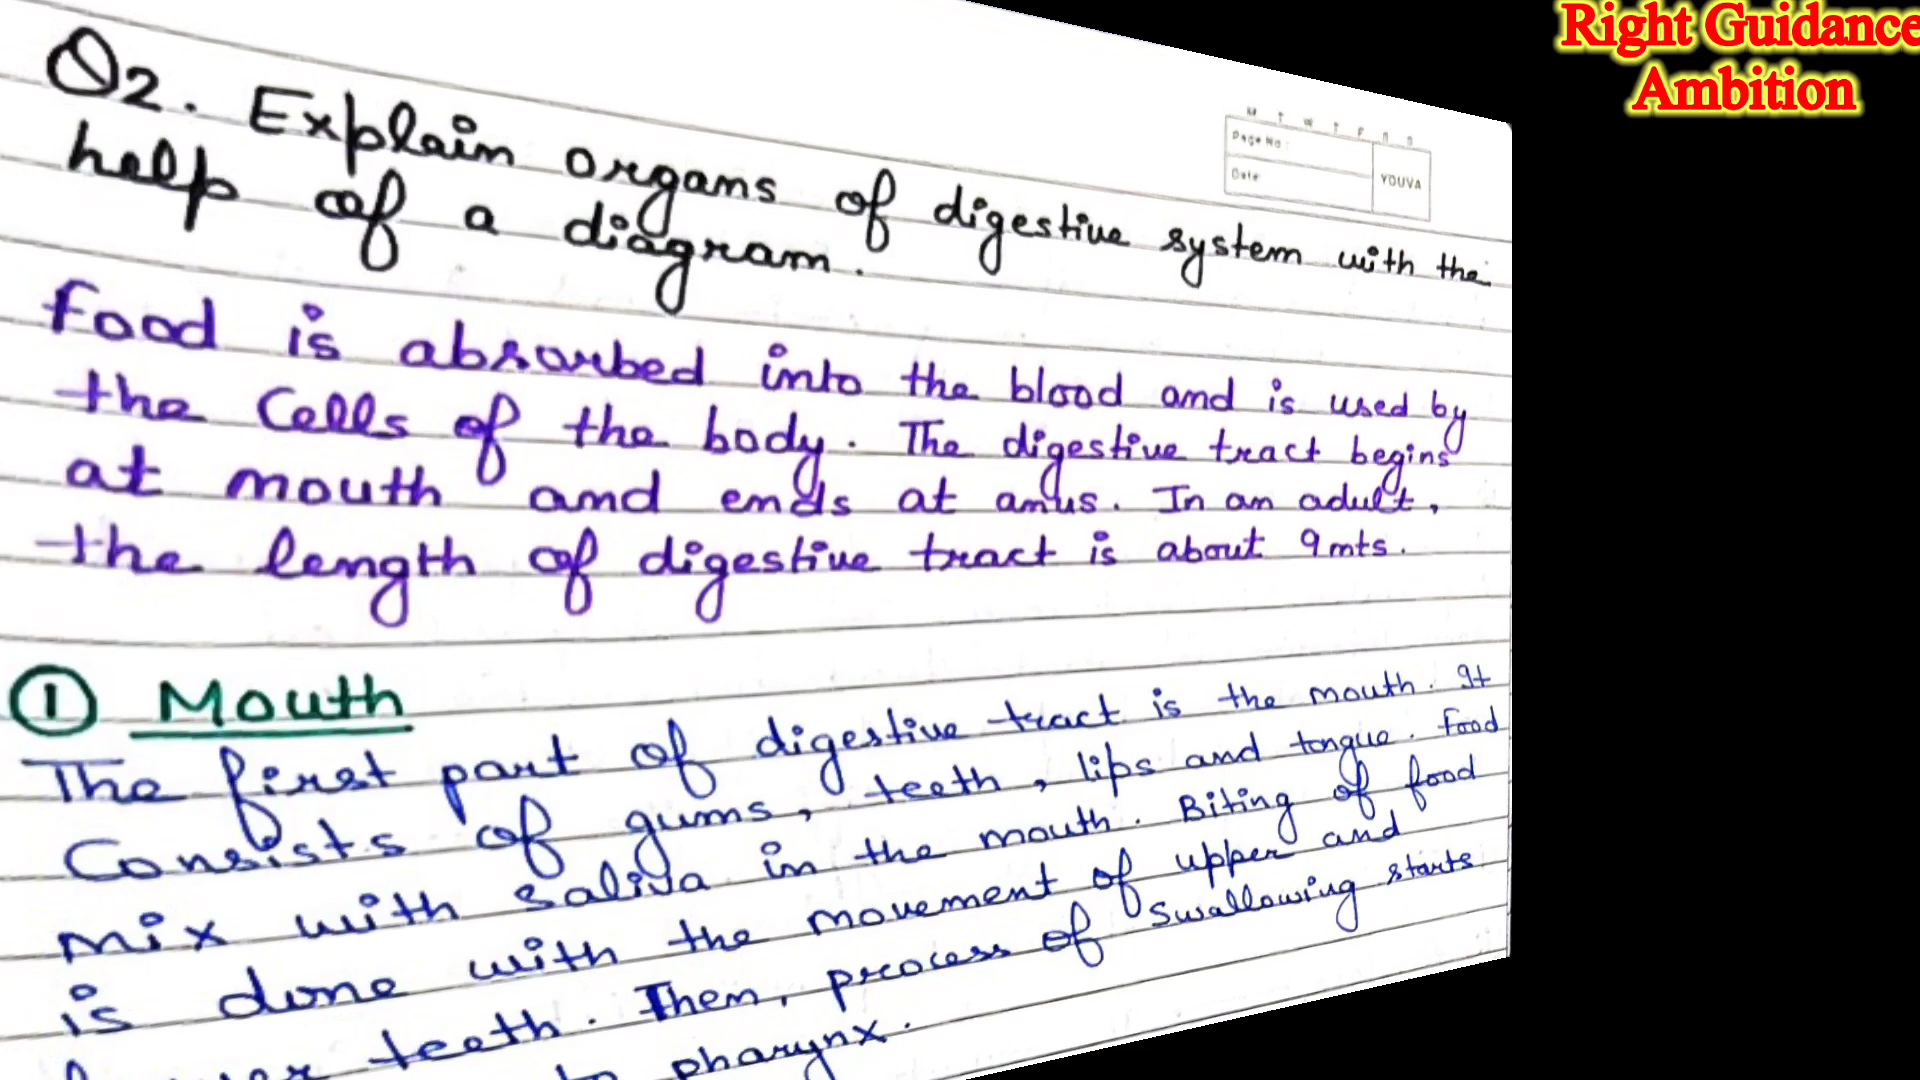 Right Guidance
Ambition
M T W T F S S
Page No.:
Date:
YOUVA
Q2. Explain organs of digestive system with the
help of a diagram.
Food is absorbed into the blood and is used by
the Cells of the body. The digestive tract begins
at mouth and ends at anus. In an adult,
the length of digestive tract is about 9mts.
1 Mouth
The first part of digestive tract is the mouth. It
Consists of gums, teeth, lips and tongue. Food
mix with saliva in the mouth. Biting of food
is done with the movement of upper and
teeth. Then, process of swallowing starts
to pharynx.